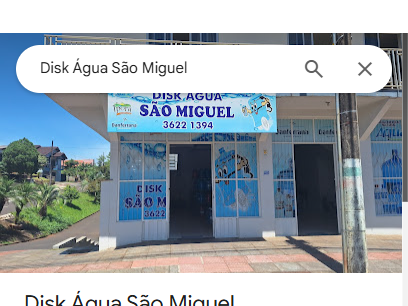 Disk Água São Miguel
DISK ÁGUA
SÃO MIGUEL
3622 1394
DISK
SÃO M
3622
Disk Água São Miguel